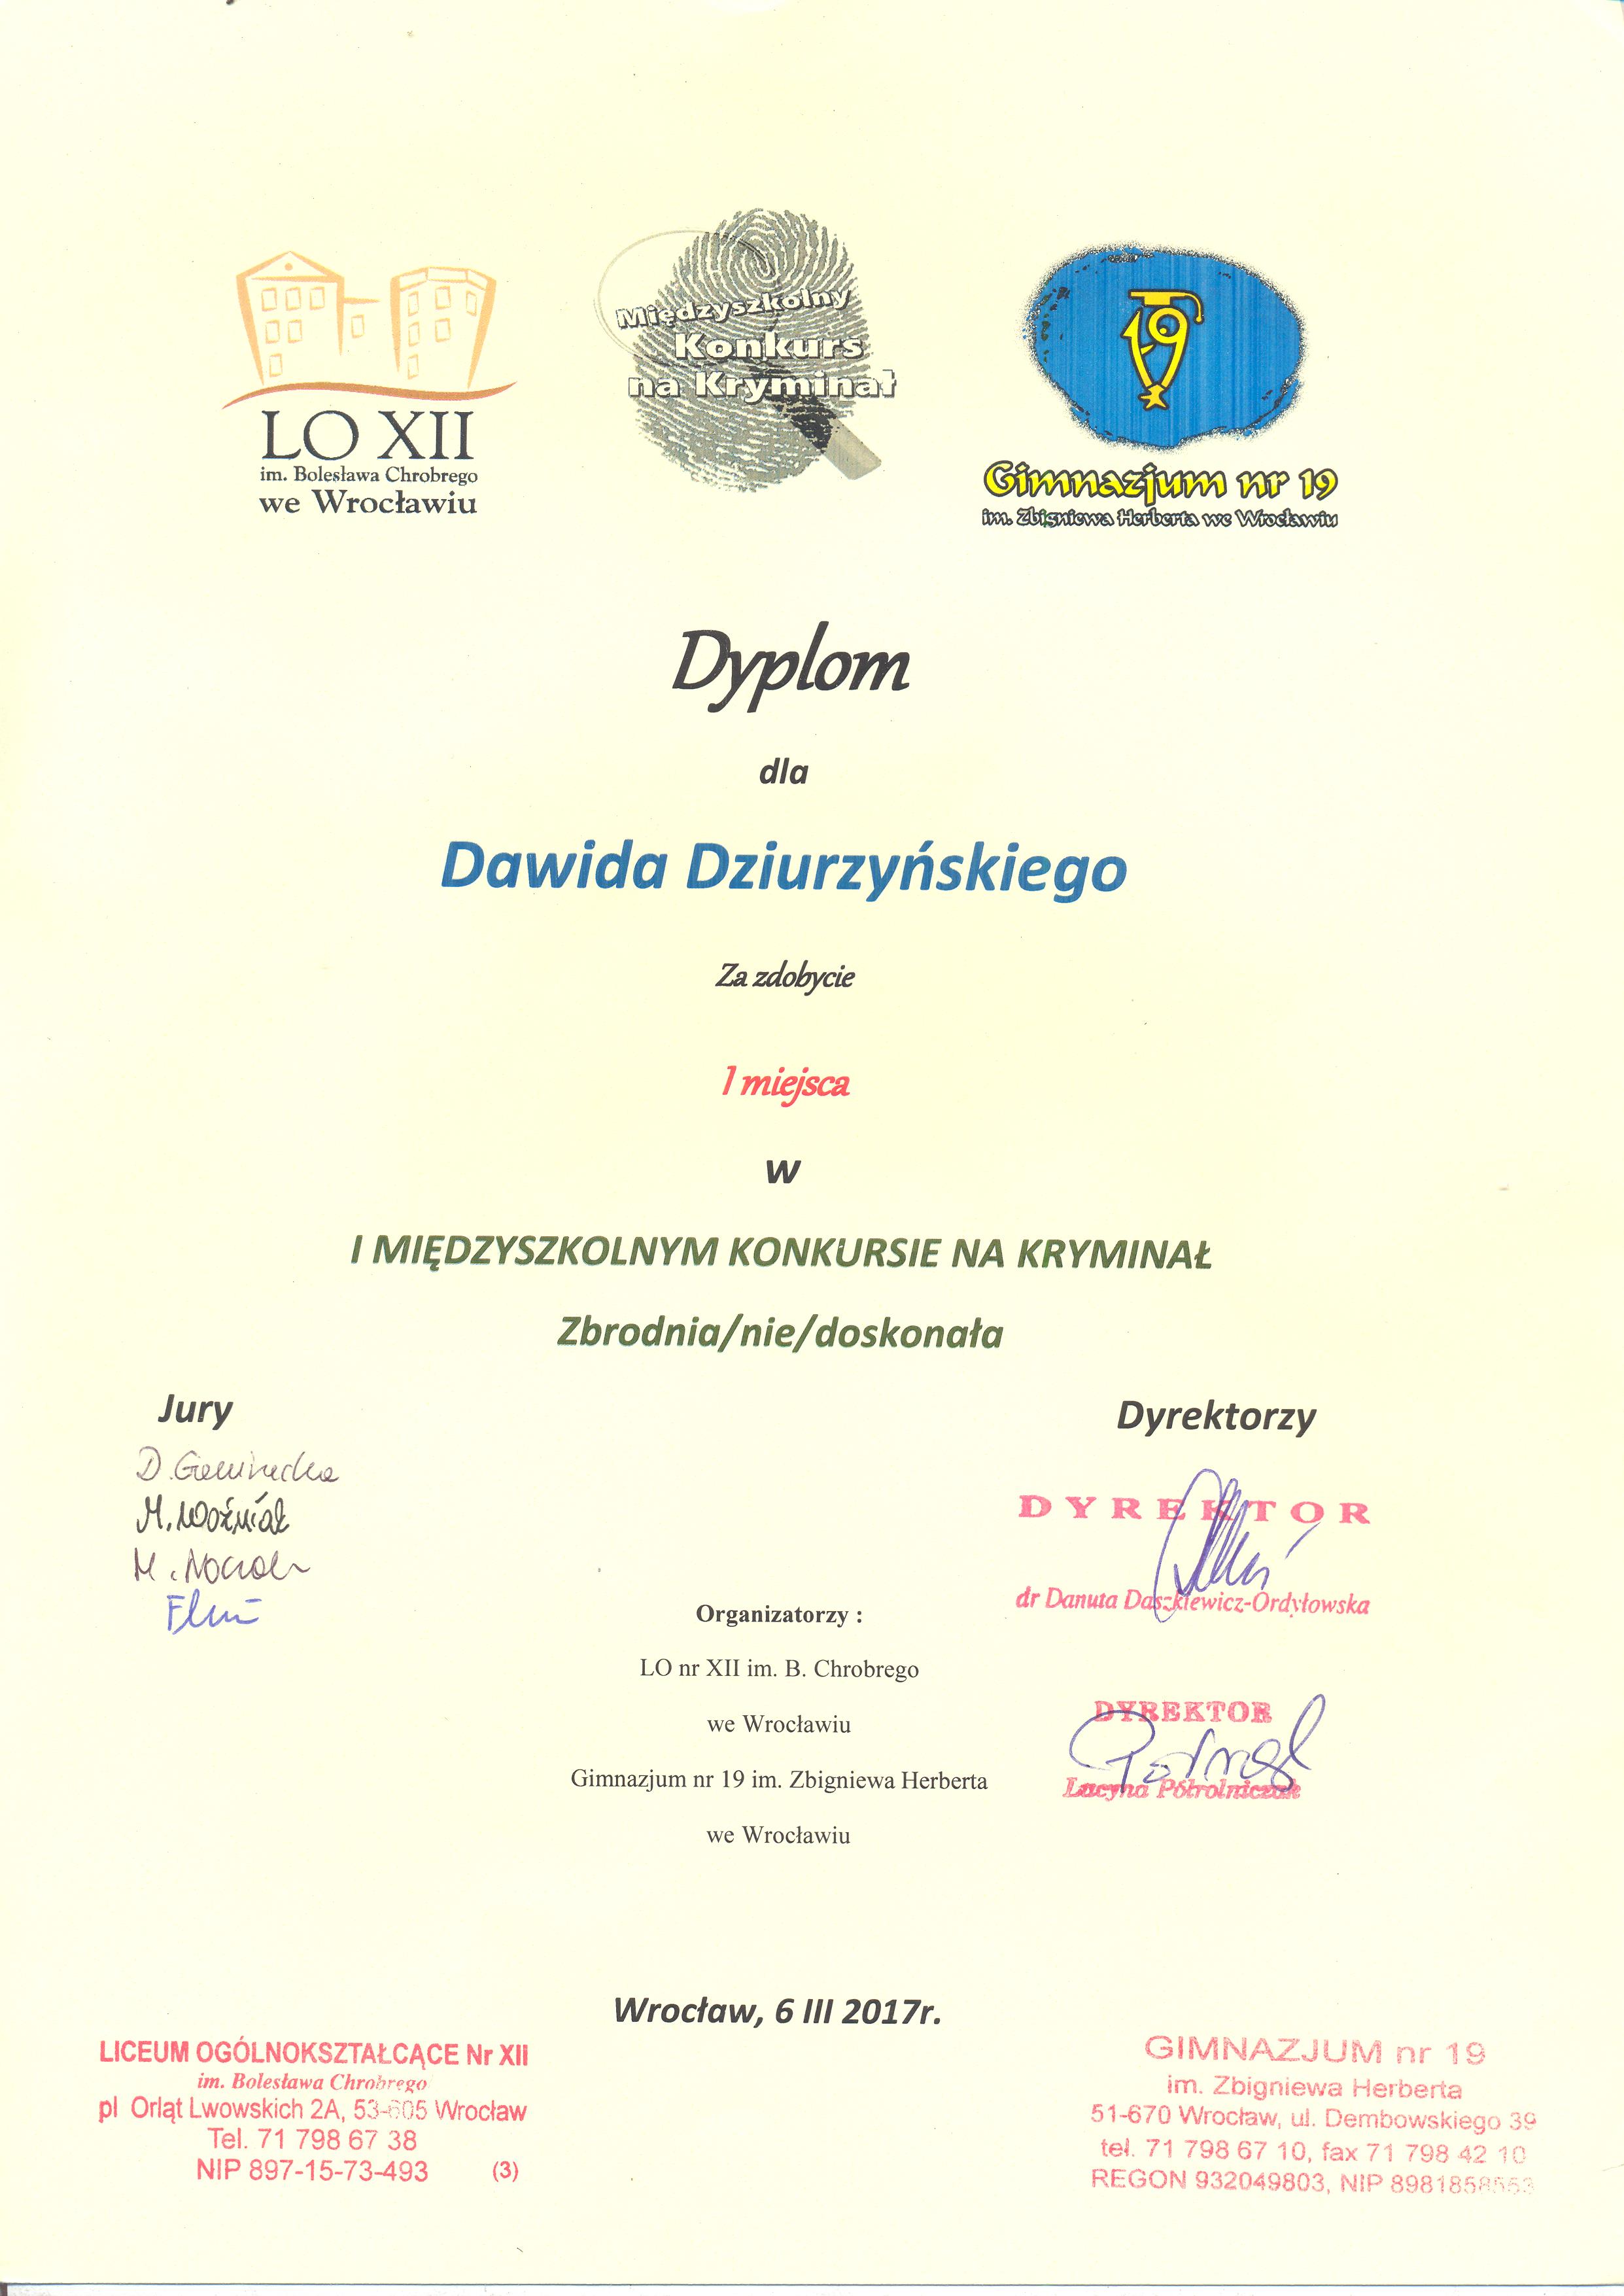 LO XII
im. Bolesława Chrobrego
we Wrocławiu
Międzyszkolny
Konkurs
na Kryminał
19
Gimnazjum nr 19
im. Zbigniewa Herberta we Wrocławiu
Dyplom
dla
Dawida Dziurzyńskiego
Za zdobycie
I miejsca
w
I MIĘDZYSZKOLNYM KONKURSIE NA KRYMINAŁ
Zbrodnia/nie/doskonała
Jury
D.
M. Woźniak
M.
Dyrektorzy
DYREKTOR
dr Danuta Daszkiewicz-Ordyłowska
DYREKTOR
Lucyna Półrolniczak
Organizatorzy :
LO nr XII im. B. Chrobrego
we Wrocławiu
Gimnazjum nr 19 im. Zbigniewa Herberta
we Wrocławiu
Wrocław, 6 III 2017r.
LICEUM OGÓLNOKSZTAŁCĄCE Nr XII
im. Bolesława Chrobrego
pl Orląt Lwowskich 2A, 53-605 Wrocław
Tel. 71 798 67 38
NIP 897-15-73-493 (3)
GIMNAZJUM nr 19
im. Zbigniewa Herberta
51-670 Wrocław, ul. Dembowskiego 39
tel. 71 798 67 10, fax 71 798 42 10
REGON 932049803, NIP